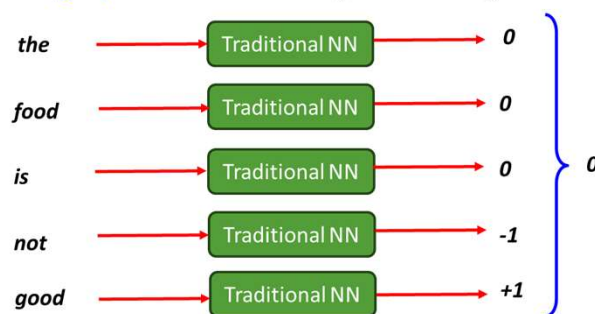 the Traditional NN 0
food Traditional NN 0
is Traditional NN 0 0
not Traditional NN -1
good Traditional NN +1